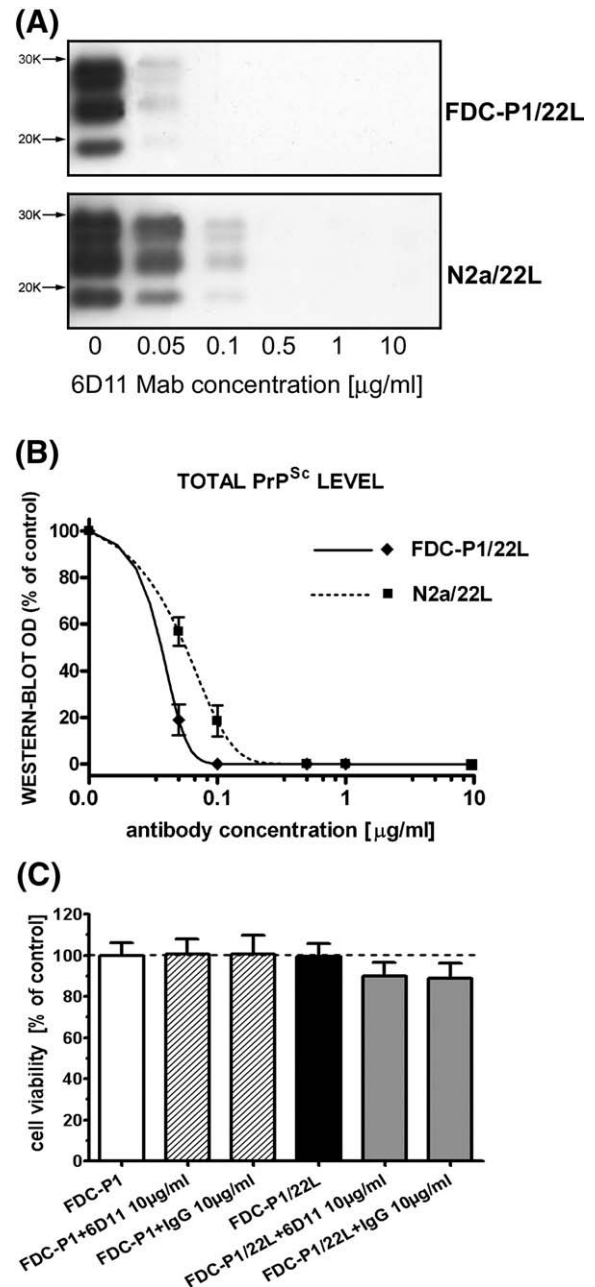 (A)
30K
20K
FDC-P1/22L
30K
20K
N2a/22L
0 0.05 0.1 0.5 1 10
6D11 Mab concentration [µg/ml]
(B)
TOTAL PrPSc LEVEL
WESTERN-BLOT OD (% of control)
100
80
60
40
20
0
FDC-P1/22L
N2a/22L
0.0 0.1 1 10
antibody concentration [µg/ml]
(C)
cell viability [% of control]
120
100
80
60
40
20
0
FDC-P1
FDC-P1+6D11 10µg/ml
FDC-P1+IgG 10µg/ml
FDC-P1/22L
FDC-P1/22L+6D11 10µg/ml
FDC-P1/22L+IgG 10µg/ml